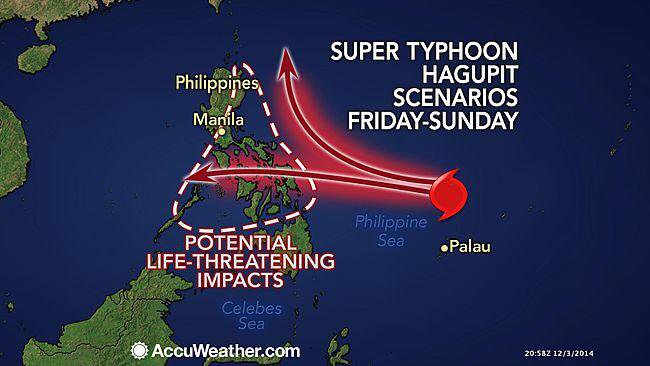 SUPER TYPHOON
HAGUPIT
SCENARIOS
FRIDAY-SUNDAY
Philippines
Manila
Philippine
Sea
Palau
POTENTIAL
LIFE-THREATENING
IMPACTS
Celebes
Sea
AccuWeather.com
20:58Z 12/3/2014